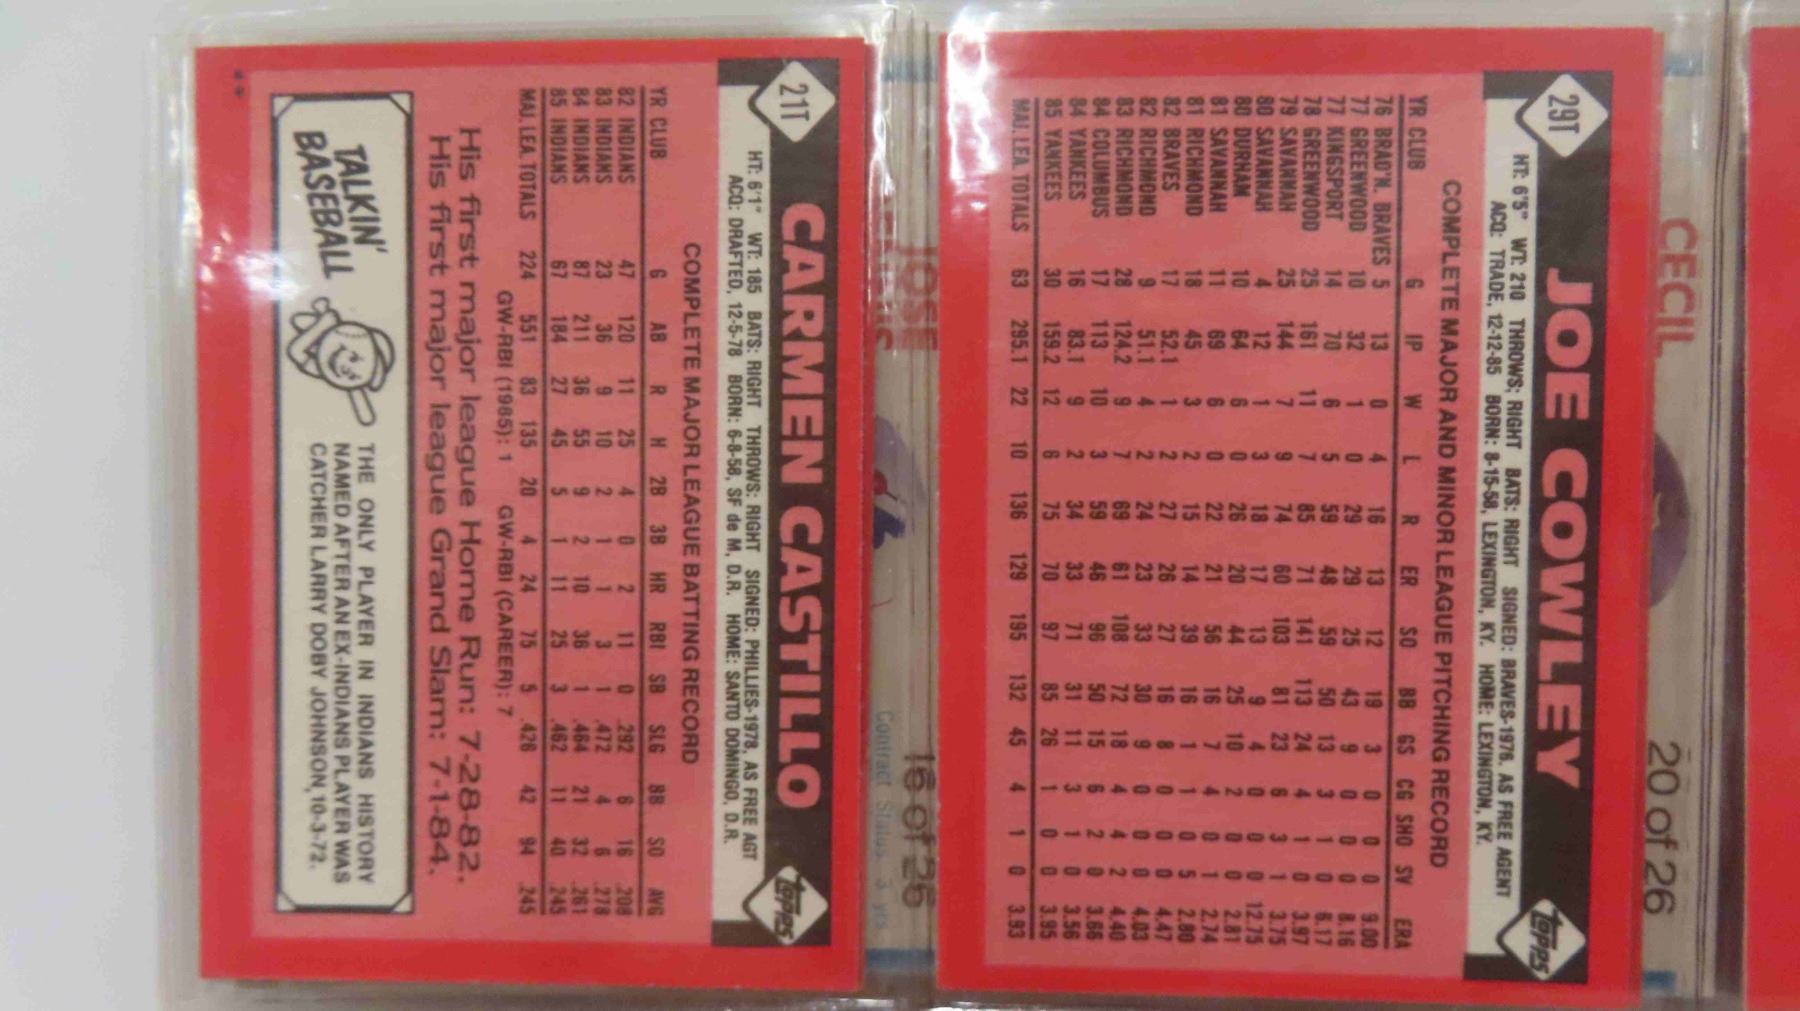 21T
CARMEN CASTILLO
topps
HT: 6'1" WT: 185 BATS: RIGHT THROWS: RIGHT SIGNED: PHILLIES-1978, AS FREE AGT
ACQ: DRAFTED, 12-5-78 BORN: 6-8-58, SF de M, D.R. HOME: SANTO DOMINGO, D.R.
COMPLETE MAJOR LEAGUE BATTING RECORD
YR CLUB G AB R H 2B 3B HR RBI SB SLG BB SO AVG
82 INDIANS 47 120 11 25 4 0 2 11 0 .292 6 16 .208
83 INDIANS 23 36 9 10 2 1 1 3 1 .472 4 6 .278
84 INDIANS 87 211 36 55 9 2 10 36 1 .464 21 32 .261
85 INDIANS 67 184 27 45 5 1 11 25 3 .462 11 40 .245
MAJ. LEA. TOTALS 224 551 83 135 20 4 24 75 5 .426 42 94 .245
GW-RBI (1985): 1 GW-RBI (CAREER): 7
His first major league Home Run: 7-28-82.
His first major league Grand Slam: 7-1-84.
TALKIN'
BASEBALL
THE ONLY PLAYER IN INDIANS HISTORY
NAMED AFTER AN EX-INDIANS PLAYER WAS
CATCHER LARRY DOBY JOHNSON, 10-3-72.
**
29T
JOE COWLEY
topps
HT: 6'5" WT: 210 THROWS: RIGHT BATS: RIGHT SIGNED: BRAVES-1976, AS FREE AGENT
ACQ: TRADE, 12-12-85 BORN: 8-15-58, LEXINGTON, KY. HOME: LEXINGTON, KY.
COMPLETE MAJOR AND MINOR LEAGUE PITCHING RECORD
YR CLUB G IP W L R ER SO BB GS CG SHO SV ERA
76 BRAD'N. BRAVES 5 13 0 4 16 13 12 19 3 0 0 0 9.00
77 GREENWOOD 10 32 1 0 29 29 25 43 9 0 0 0 8.16
77 KINGSPORT 14 70 6 5 59 48 59 50 13 3 1 0 6.17
78 GREENWOOD 25 161 11 7 85 71 141 113 24 4 1 0 3.97
79 SAVANNAH 25 144 7 9 74 60 103 81 23 6 3 1 3.75
80 SAVANNAH 4 12 1 3 18 17 13 9 4 0 0 0 12.75
80 DURHAM 10 64 6 0 26 20 44 25 10 2 0 0 2.81
81 SAVANNAH 11 69 6 0 22 21 56 16 7 4 0 1 2.74
81 RICHMOND 18 45 3 2 15 14 39 16 1 1 0 5 2.80
82 BRAVES 17 52.1 1 2 27 26 27 16 8 0 0 0 4.47
82 RICHMOND 9 51.1 4 2 24 23 33 30 9 0 0 0 4.03
83 RICHMOND 28 124.2 9 7 69 61 108 72 18 4 4 2 4.40
84 COLUMBUS 17 113 10 3 59 46 96 50 15 6 2 0 3.66
84 YANKEES 16 83.1 9 2 34 33 71 31 11 3 1 0 3.56
85 YANKEES 30 159.2 12 6 75 70 97 85 26 1 0 0 3.95
MAJ. LEA. TOTALS 63 295.1 22 10 136 129 195 132 45 4 1 0 3.93
JOSE
16 of 26
Contract Status 3 yrs
CECIL
20 of 26